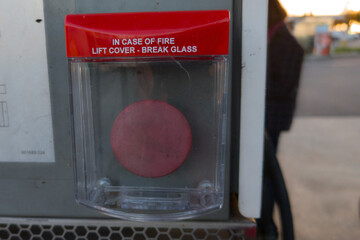 IN CASE OF FIRE
LIFT COVER - BREAK GLASS